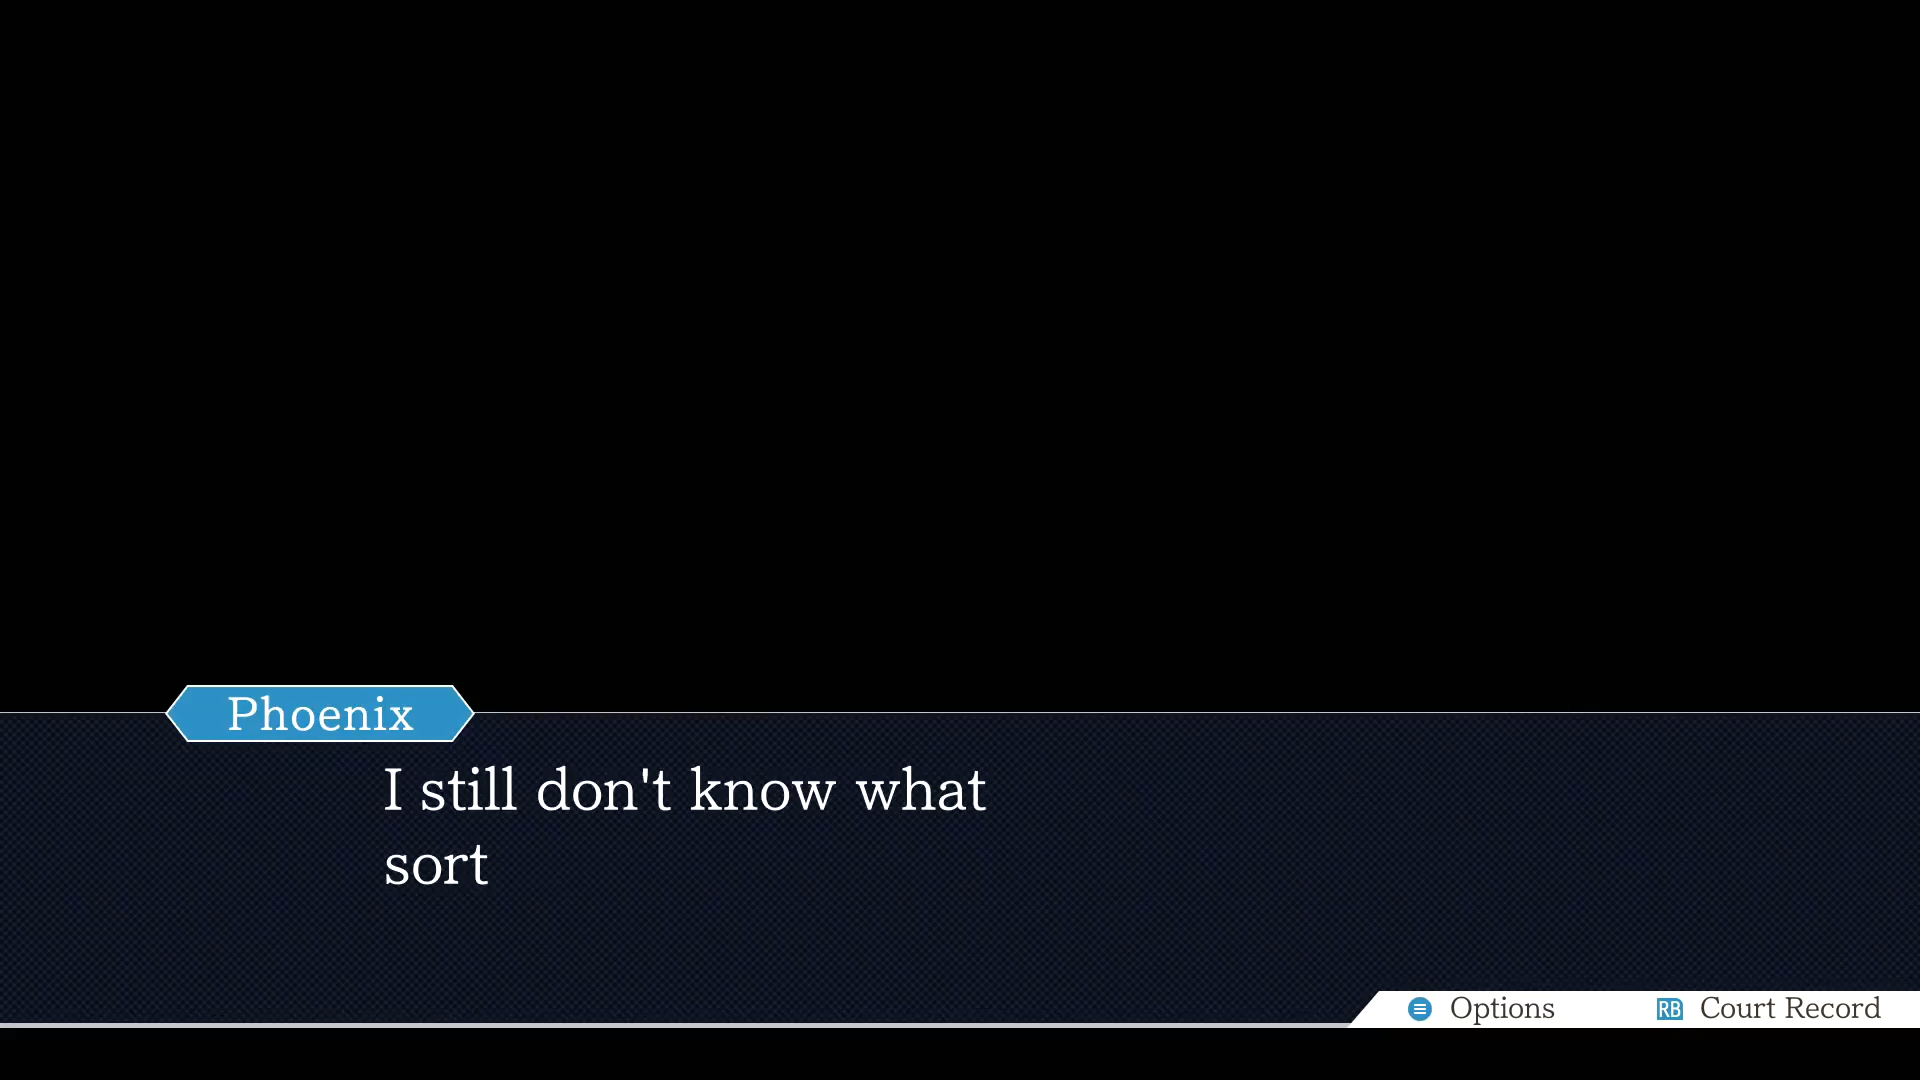 Phoenix
I still don't know what
sort
Options
RB Court Record